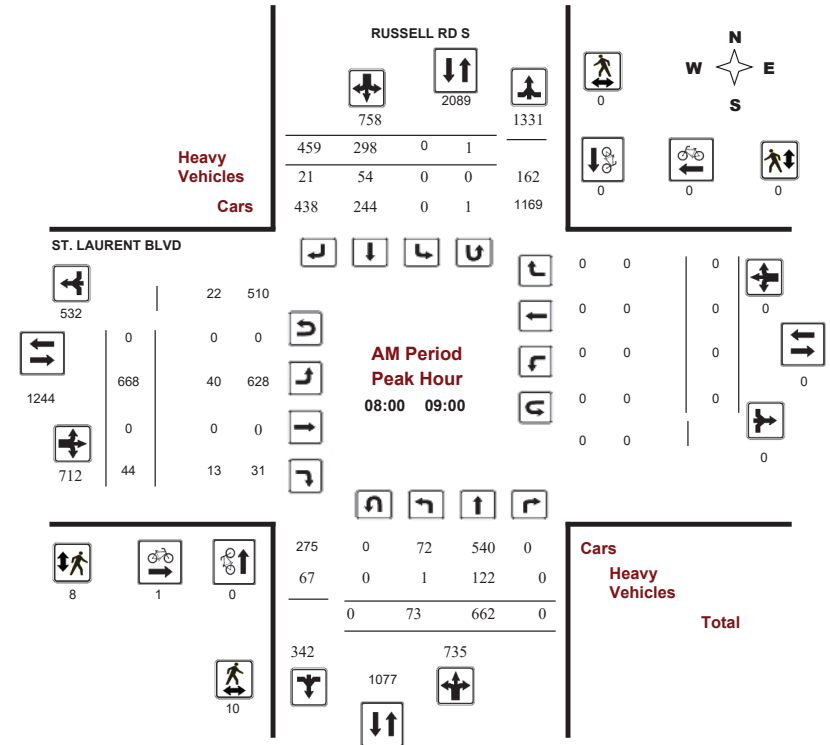 RUSSELL RD S
N
W E
S
2089
0
758 1331
459 298 0 1
Heavy
Vehicles
21 54 0 0 162
Cars
438 244 0 1 1169
0 0 0
ST. LAURENT BLVD
532
22 510
0 0 0
668 40 628
0 0 0
44 13 31
1244
712
AM Period
Peak Hour
08:00 09:00
0 0 0
0 0 0
0 0 0
0 0 0
0 0
0
0
0
275 0 72 540 0
Cars
67 0 1 122 0
Heavy
Vehicles
0 73 662 0
Total
8 1 0
342 735
1077
10